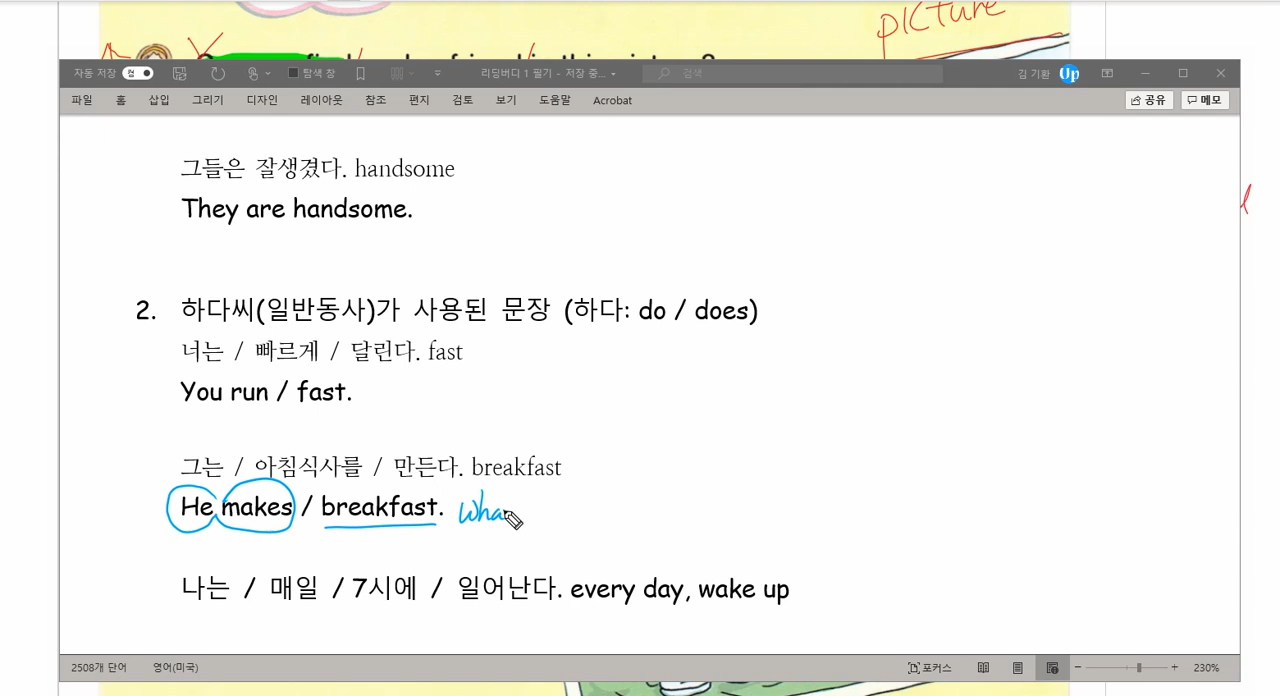 picture
자동 저장 컴 탐색 창 리딩버디 1 필기 - 저장 중... 검색 김 기환 Up
파일 홈 삽입 그리기 디자인 레이아웃 참조 편지 검토 보기 도움말 Acrobat 공유 메모
그들은 잘생겼다. handsome
They are handsome.
2. 하다씨(일반동사)가 사용된 문장 (하다: do / does)
너는 / 빠르게 / 달린다. fast
You run / fast.
그는 / 아침식사를 / 만든다. breakfast
He makes / breakfast. wha
나는 / 매일 / 7시에 / 일어난다. every day, wake up
2508개 단어 영어(미국) 포커스 230%